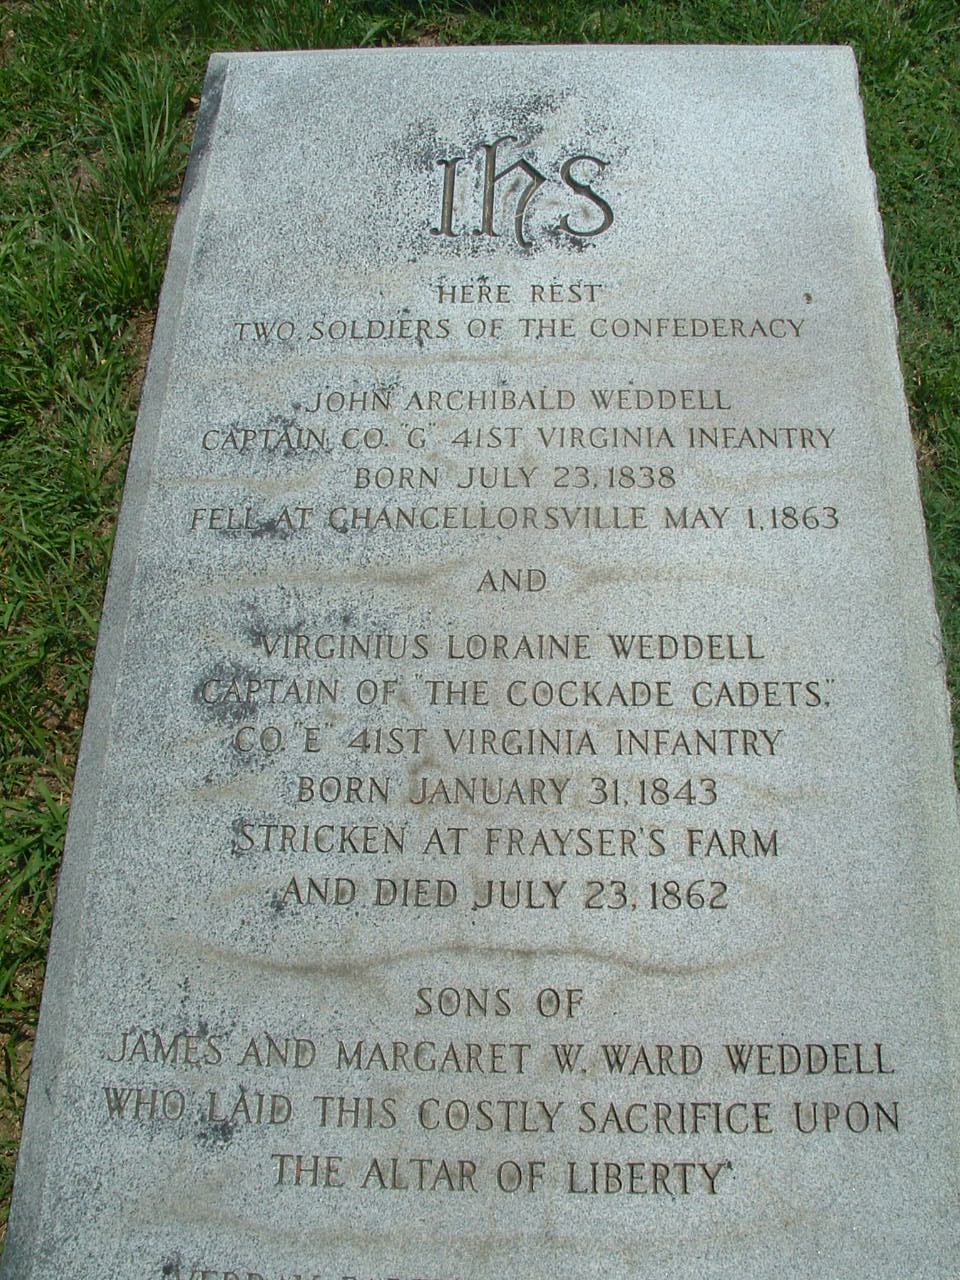 IHS
HERE REST
TWO SOLDIERS OF THE CONFEDERACY
JOHN ARCHIBALD WEDDELL
CAPTAIN CO. "G" 41ST VIRGINIA INFANTRY
BORN JULY 23, 1838
FELL AT CHANCELLORSVILLE MAY 1, 1863
AND
VIRGINIUS LORAINE WEDDELL
CAPTAIN OF "THE COCKADE CADETS,"
CO. "E" 41ST VIRGINIA INFANTRY
BORN JANUARY 31, 1843
STRICKEN AT FRAYSER'S FARM
AND DIED JULY 23, 1862
SONS OF
JAMES AND MARGARET W. WARD WEDDELL
WHO LAID THIS COSTLY SACRIFICE UPON
THE ALTAR OF LIBERTY